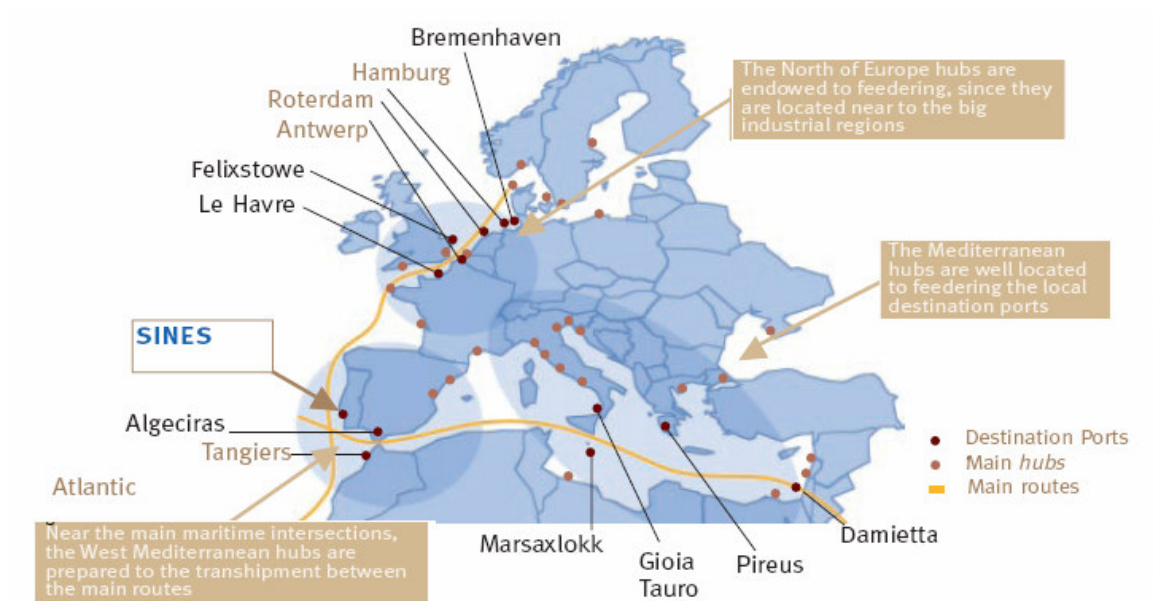 Bremenhaven
Hamburg
Roterdam
Antwerp
Felixstowe
Le Havre
The North of Europe hubs are
endowed to feedering, since they
are located near to the big
industrial regions
The Mediterranean
hubs are well located
to feedering the local
destination ports
SINES
Algeciras
Tangiers
Atlantic
Near the main maritime intersections,
the West Mediterranean hubs are
prepared to the transhipment between
the main routes
Destination Ports
Main hubs
Main routes
Marsaxlokk
Gioia
Tauro
Pireus
Damietta